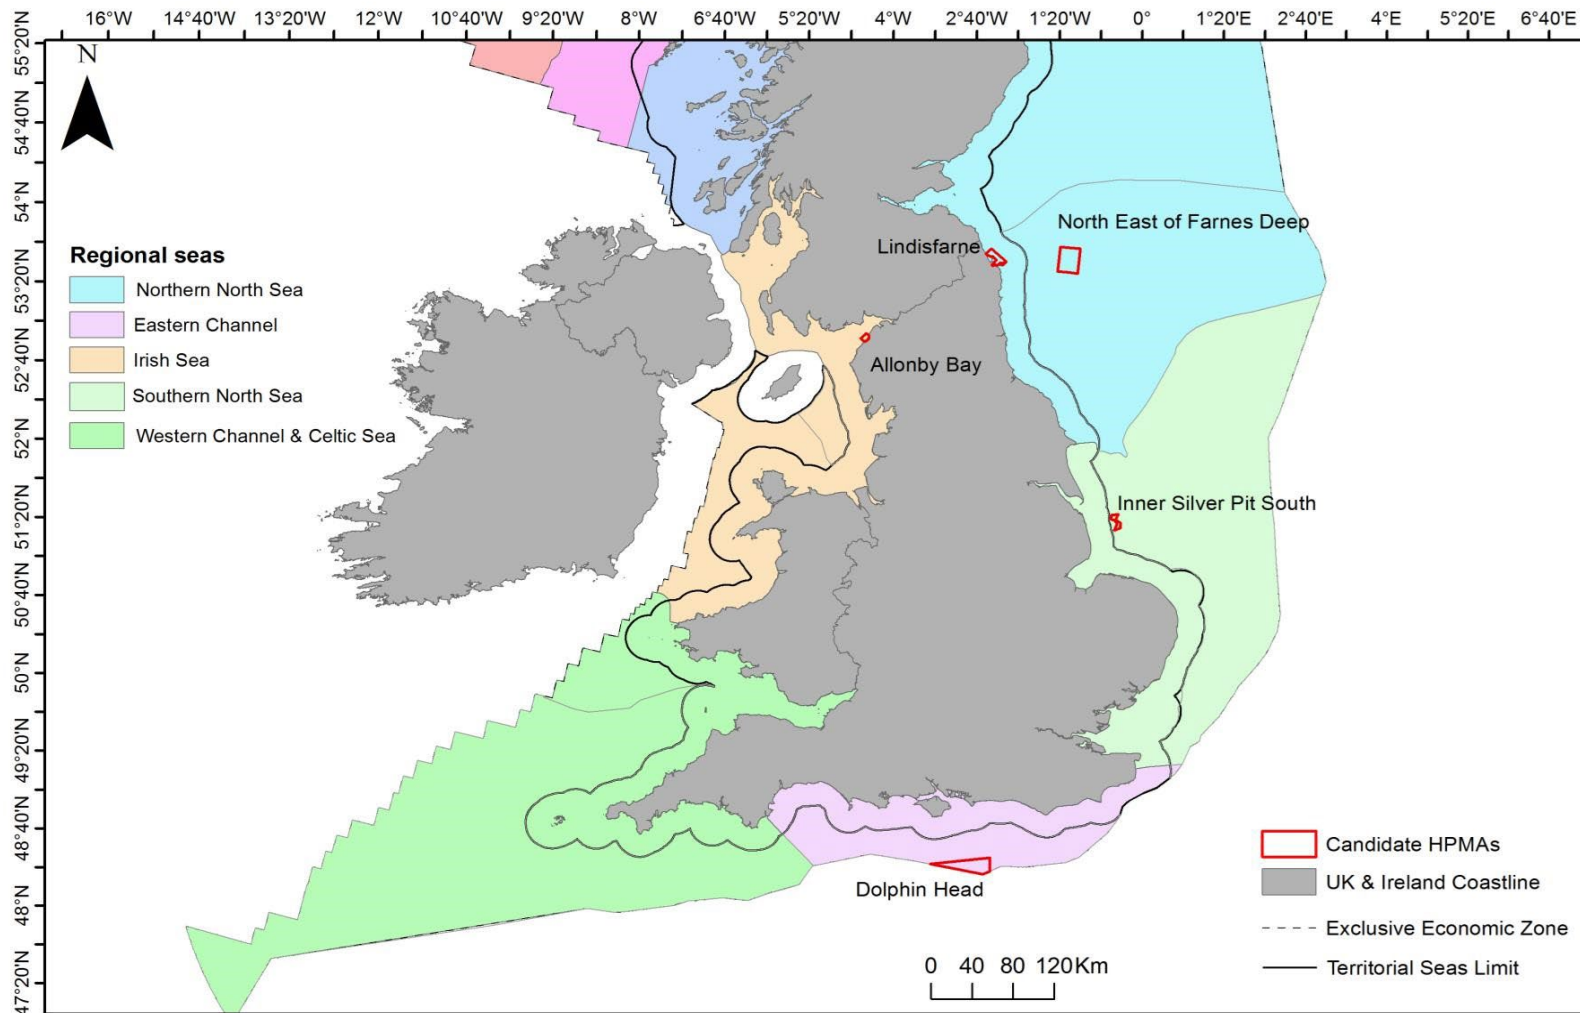 16°W 14°40'W 13°20'W 12°W 10°40'W 9°20'W 8°W 6°40'W 5°20'W 4°W 2°40'W 1°20'W 0° 1°20'E 2°40'E 4°E 5°20'E 6°40'E
55°20'N
54°40'N
54°N
53°20'N
52°40'N
52°N
51°20'N
50°40'N
50°N
49°20'N
48°40'N
48°N
47°20'N
N
Regional seas
Northern North Sea
Eastern Channel
Irish Sea
Southern North Sea
Western Channel & Celtic Sea
North East of Farnes Deep
Lindisfarne
Allonby Bay
Inner Silver Pit South
Dolphin Head
Candidate HPMAs
UK & Ireland Coastline
Exclusive Economic Zone
Territorial Seas Limit
0 40 80 120Km